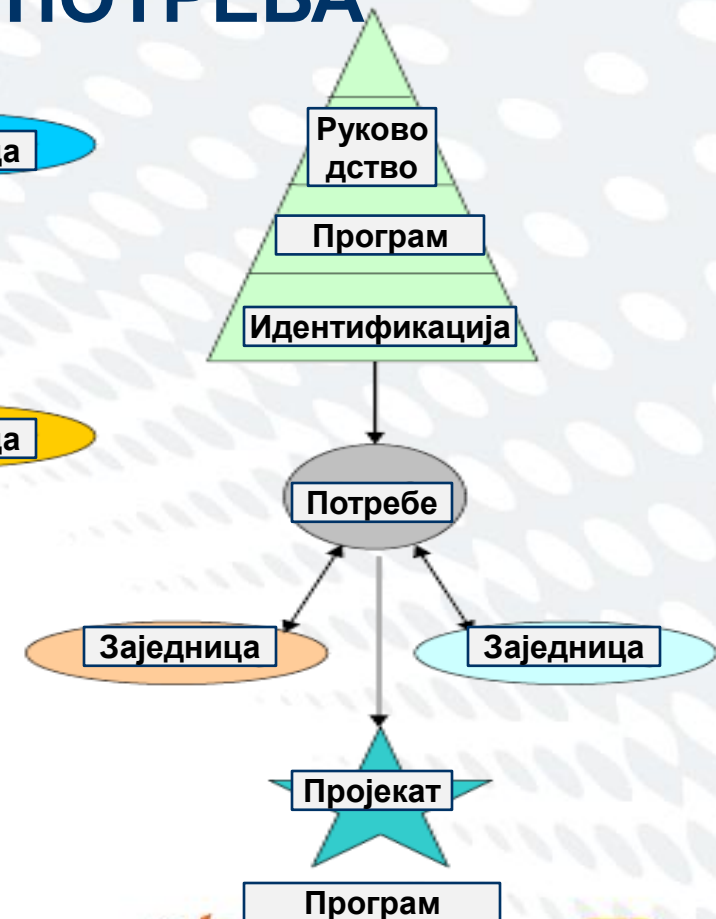 ПОТРЕБА
Руково
дство
Програм
Идентификација
Потребе
Заједница
Заједница
Пројекат
Програм